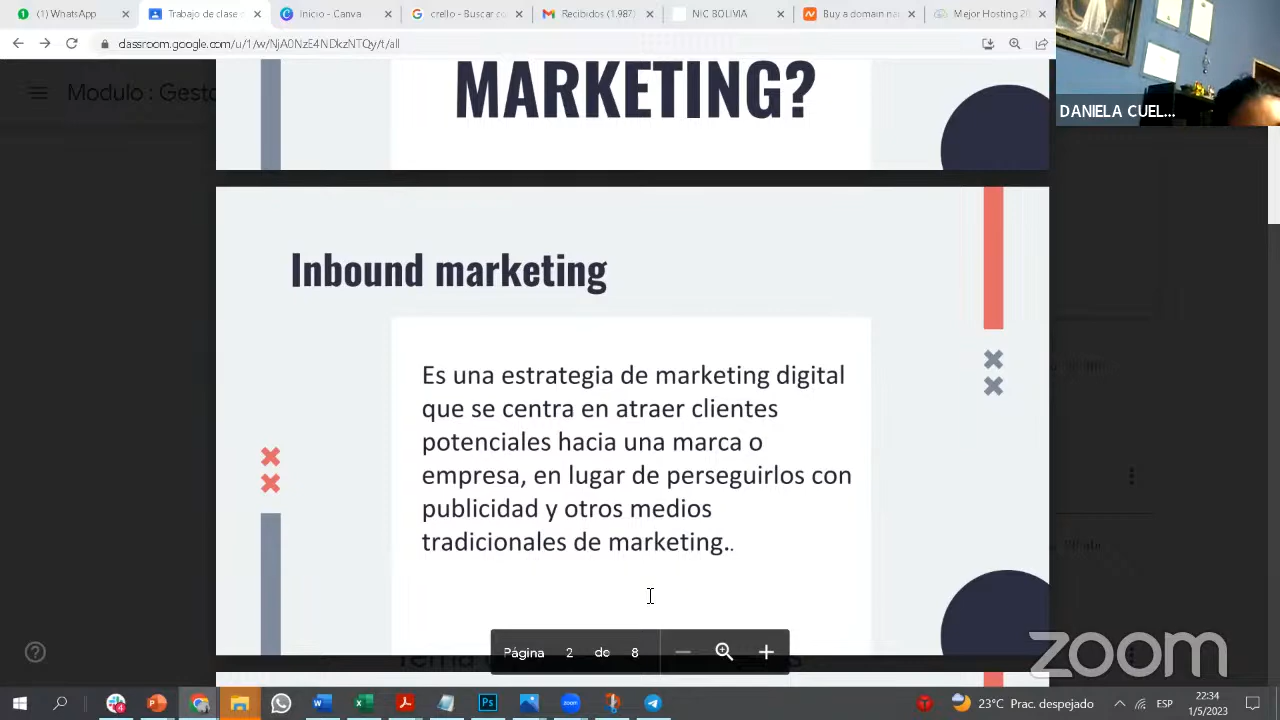 (1) WhatsApp
Trabajo de clase
Inicio - Canva
crello - Buscar c
Recibidos (1.987)
NIC BOLIVIA
Buy a domain na
Mejor Hosting 20
classroom.google.com/u/1/w/NjA0NzE4NDkzNTQy/t/all
Modulo : Gesto
MARKETING?
DANIELA CUEL...
Inbound marketing
Es una estrategia de marketing digital
que se centra en atraer clientes
potenciales hacia una marca o
empresa, en lugar de perseguirlos con
publicidad y otros medios
tradicionales de marketing..
Página 2 de 8
zoom
23°C Prac. despejado
ESP
22:34
1/5/2023